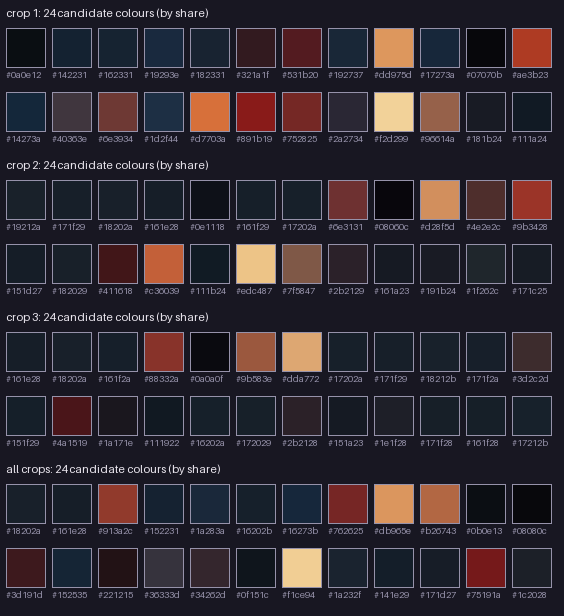 crop 1: 24 candidate colours (by share)
#0a0e12 #142231 #162331 #19293e #182331 #321a1f #531b20 #192737 #dd975d #17273a #07070b #ae3b23
#14273a #40363e #6e3934 #1d2f44 #d7703a #891b19 #752825 #2a2734 #f2d299 #96614a #181b24 #111a24
crop 2: 24 candidate colours (by share)
#19212a #171f29 #18202a #161e28 #0e1118 #161f29 #17202a #6e3131 #08060c #d28f5d #4e2e2c #9b3428
#151d27 #182029 #411618 #c36039 #111b24 #edc487 #7f5847 #2b2129 #161a23 #191b24 #1f262c #171c25
crop 3: 24 candidate colours (by share)
#161e28 #18202a #161f2a #88332a #0a0a0f #9b583e #dda772 #17202a #171f29 #18212b #171f2a #3d2c2d
#151f29 #4a1519 #1a171e #111922 #16202a #172029 #2b2128 #151a23 #1e1f28 #171f28 #161f28 #17212b
all crops: 24 candidate colours (by share)
#18202a #161e28 #913a2c #152231 #1a283a #16202b #16273b #762625 #db965e #b26743 #0b0e13 #08080c
#3d191d #152535 #221215 #36333d #34262d #0f151c #f1ce94 #1a232f #141e29 #171d27 #75191a #1c2028